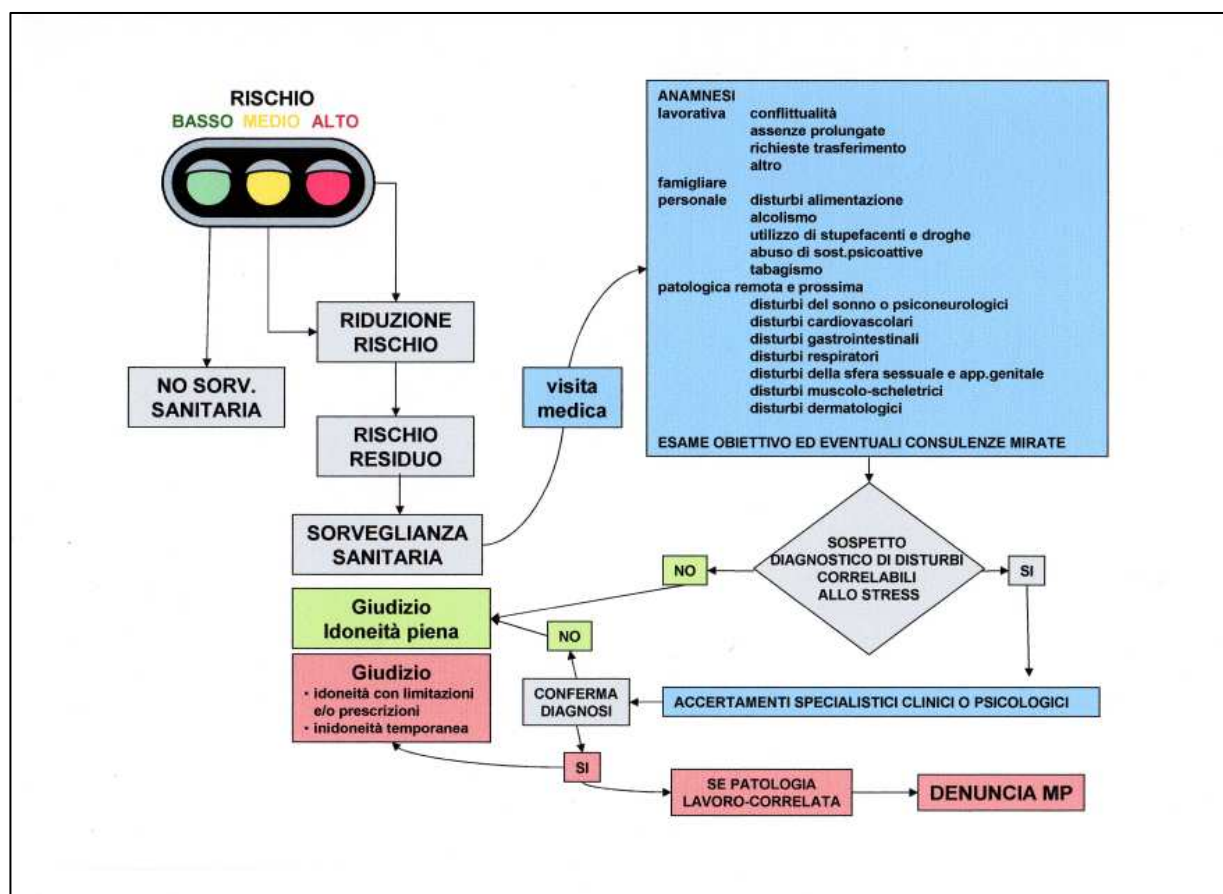 RISCHIO
BASSO MEDIO ALTO
NO SORV.
SANITARIA
RIDUZIONE
RISCHIO
RISCHIO
RESIDUO
SORVEGLIANZA
SANITARIA
visita
medica
ANAMNESI
lavorativa conflittualità
assenze prolungate
richieste trasferimento
altro
famigliare
personale disturbi alimentazione
alcolismo
utilizzo di stupefacenti e droghe
abuso di sost.psicoattive
tabagismo
patologica remota e prossima
disturbi del sonno o psiconeurologici
disturbi cardiovascolari
disturbi gastrointestinali
disturbi respiratori
disturbi della sfera sessuale e app.genitale
disturbi muscolo-scheletrici
disturbi dermatologici
ESAME OBIETTIVO ED EVENTUALI CONSULENZE MIRATE
SOSPETTO
DIAGNOSTICO DI DISTURBI
CORRELABILI
ALLO STRESS
NO
SI
Giudizio
Idoneità piena
NO
Giudizio
• idoneità con limitazioni
e/o prescrizioni
• inidoneità temporanea
CONFERMA
DIAGNOSI
ACCERTAMENTI SPECIALISTICI CLINICI O PSICOLOGICI
SI
SE PATOLOGIA
LAVORO-CORRELATA
DENUNCIA MP